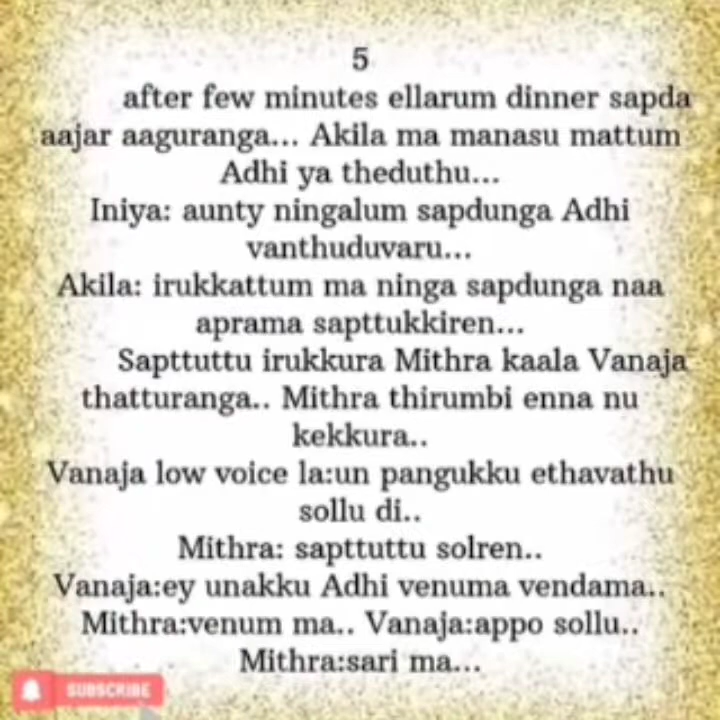 5
after few minutes ellarum dinner sapda
aajar aaguranga... Akila ma manasu mattum
Adhi ya theduthu...
Iniya: aunty ningalum sapdunga Adhi
vanthuduvaru...
Akila: irukkattum ma ninga sapdunga naa
aprama sapttukkiren...
Sapttuttu irukkura Mithra kaala Vanaja
thatturanga.. Mithra thirumbi enna nu
kekkura..
Vanaja low voice la:un pangukku ethavathu
sollu di..
Mithra: sapttuttu solren..
Vanaja:ey unakku Adhi venuma vendama..
Mithra:venum ma.. Vanaja:appo sollu..
Mithra:sari ma...
SUBSCRIBE